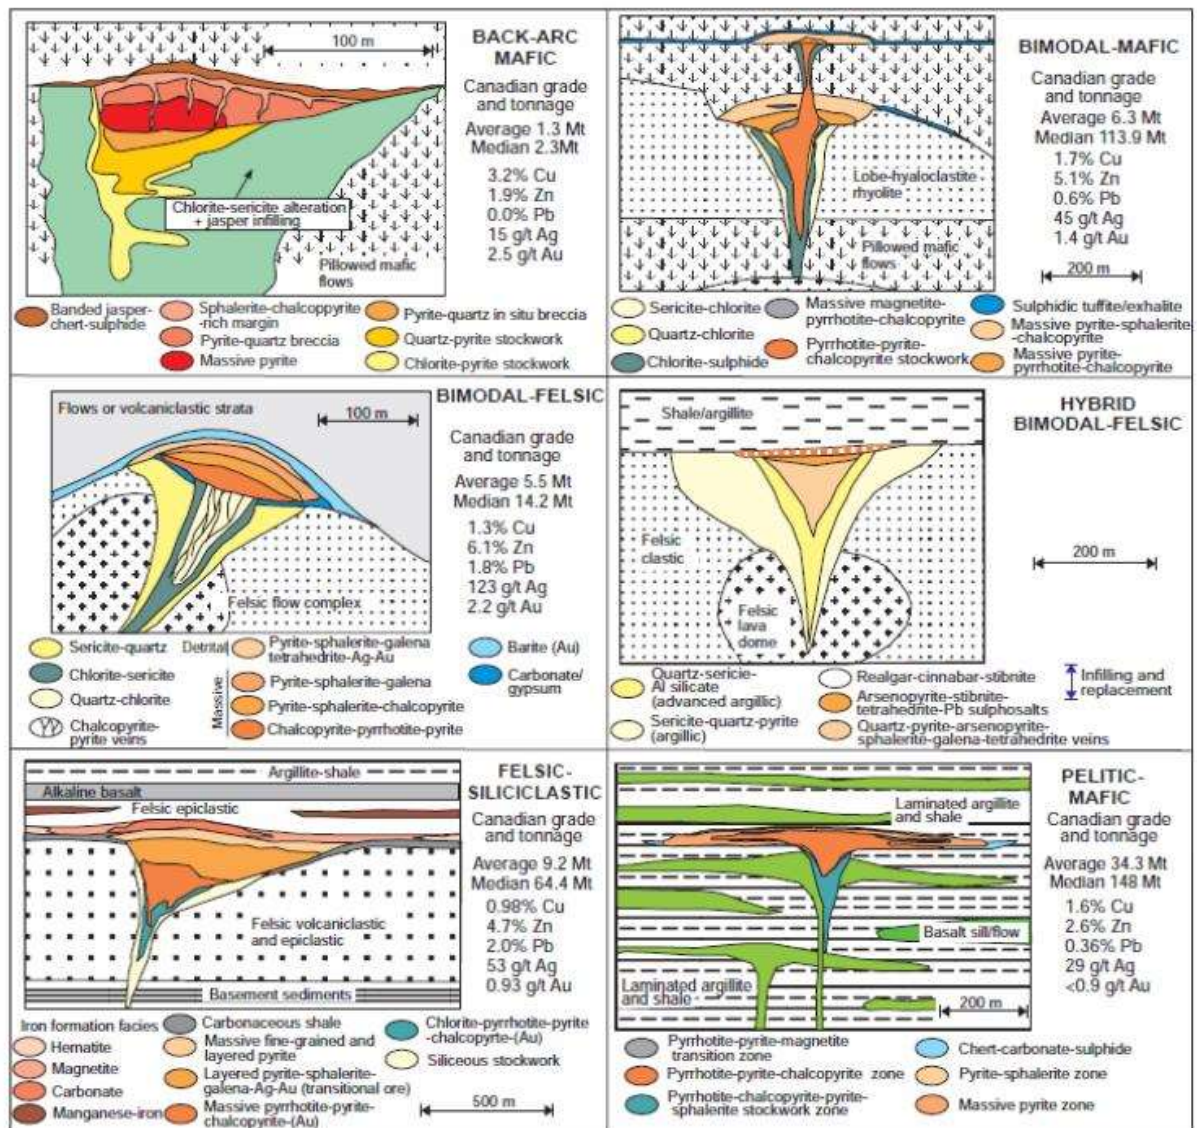 100 m
BACK-ARC
MAFIC
Canadian grade
and tonnage
Average 1.3 Mt
Median 2.3Mt
3.2% Cu
1.9% Zn
0.0% Pb
15 g/t Ag
2.5 g/t Au
Chlorite-sericite alteration
+ jasper infilling
Pillowed mafic
flows
Banded jasper-
chert-sulphide
Sphalerite-chalcoppyrite
-rich margin
Pyrite-quartz breccia
Massive pyrite
Pyrite-quartz in situ breccia
Quartz-pyrite stockwork
Chlorite-pyrite stockwork
BIMODAL-MAFIC
Canadian grade
and tonnage
Average 6.3 Mt
Median 113.9 Mt
1.7% Cu
5.1% Zn
0.6% Pb
45 g/t Ag
1.4 g/t Au
200 m
Lobe-hyaloclastite
rhyolite
Pillowed mafic
flows
Sericite-chlorite
Quartz-chlorite
Chlorite-sulphide
Massive magnetite-
pyrrhotite-chalcopyrite
Pyrrhotite-pyrite-
chalcopyrite stockwork
Sulphidic tuffite/exhalite
Massive pyrite-sphalerite
-chalcopyrite
Massive pyrite-
pyrrhotite-chalcopyrite
Flows or volcaniclastic strata
100 m
BIMODAL-FELSIC
Canadian grade
and tonnage
Average 5.5 Mt
Median 14.2 Mt
1.3% Cu
6.1% Zn
1.8% Pb
123 g/t Ag
2.2 g/t Au
Felsic flow complex
Sericite-quartz
Chlorite-sericite
Quartz-chlorite
Chalcopyrite-
pyrite veins
Detrital
Massive
Pyrite-sphalerite-galena
tetrahedrite-Ag-Au
Pyrite-sphalerite-galena
Pyrite-sphalerite-chalcopyrite
Chalcopyrite-pyrrhotite-pyrite
Barite (Au)
Carbonate/
gypsum
Shale/argillite
HYBRID
BIMODAL-FELSIC
Felsic
clastic
200 m
Felsic
lava
dome
Quartz-sericie-
Al silicate
(advanced argillic)
Sericite-quartz-pyrite
(argillic)
Realgar-cinnabar-stibnite
Arsenopyrite-stibnite-
tetrahedrite-Pb sulphosalts
Quartz-pyrite-arsenopyrite-
sphalerite-galena-tetrahedrite veins
Infilling and
replacement
Argillite-shale
Alkaline basalt
Felsic epiclastic
FELSIC-
SILICICLASTIC
Canadian grade
and tonnage
Average 9.2 Mt
Median 64.4 Mt
0.98% Cu
4.7% Zn
2.0% Pb
53 g/t Ag
0.93 g/t Au
Felsic volcaniclastic
and epiclastic
Basement sediments
Iron formation facies
Hematite
Magnetite
Carbonate
Manganese-iron
Carbonaceous shale
Massive fine-grained and
layered pyrite
Layered pyrite-sphalerite-
galena-Ag-Au (transitional ore)
Massive pyrrhotite-pyrite-
chalcopyrite-(Au)
Chlorite-pyrrhotite-pyrite
-chalcopyrte-(Au)
Siliceous stockwork
500 m
PELITIC-
MAFIC
Canadian grade
and tonnage
Average 34.3 Mt
Median 148 Mt
1.6% Cu
2.6% Zn
0.36% Pb
29 g/t Ag
<0.9 g/t Au
Laminated argillite
and shale
Basalt sill/flow
Laminated argillite
and shale
200 m
Pyrrhotite-pyrite-magnetite
transition zone
Pyrrhotite-pyrite-chalcopyrite zone
Pyrrhotite-chalcopyrite-pyrite-
sphalerite stockwork zone
Chert-carbonate-sulphide
Pyrite-sphalerite zone
Massive pyrite zone